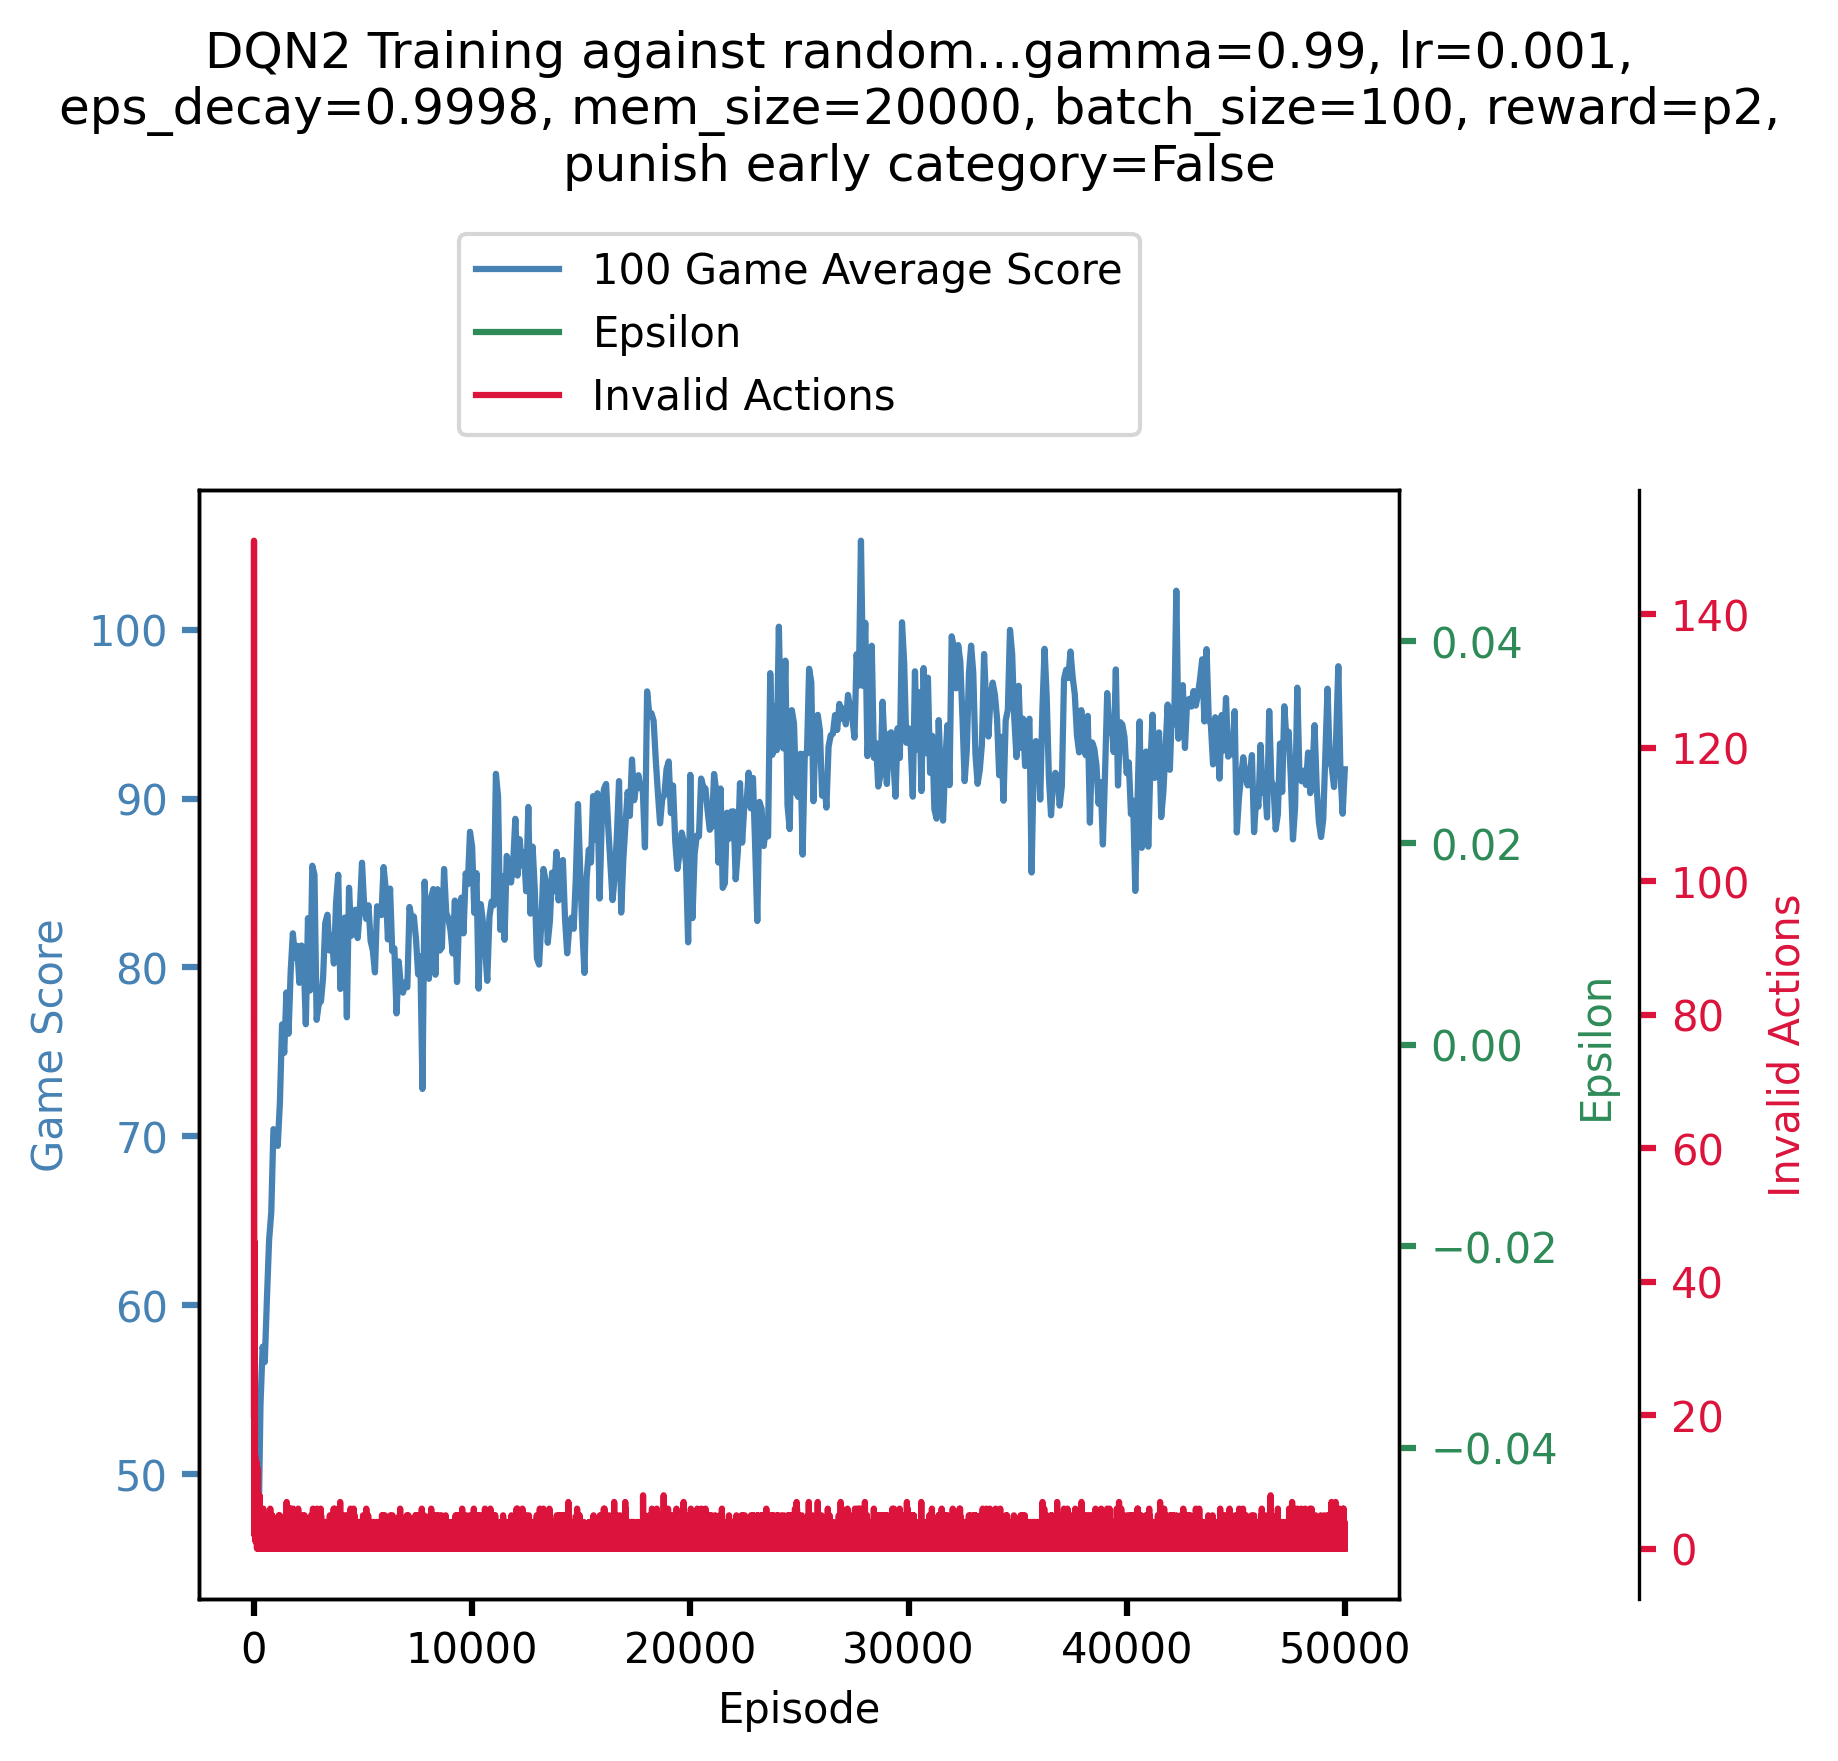 DQN2 Training against random...gamma=0.99, lr=0.001,
eps_decay=0.9998, mem_size=20000, batch_size=100, reward=p2,
punish early category=False
100 Game Average Score
Epsilon
Invalid Actions
Game Score
100
90
80
70
60
50
0.04
0.02
0.00
−0.02
−0.04
Epsilon
140
120
100
80
60
40
20
0
Invalid Actions
0
10000
20000
30000
40000
50000
Episode